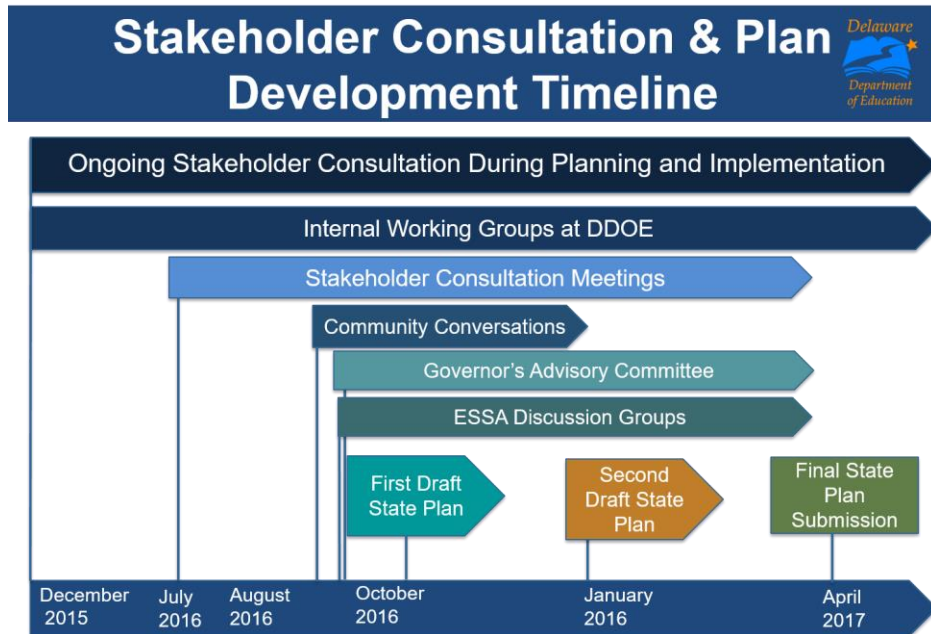 Stakeholder Consultation & Plan
Development Timeline
Delaware
Department
of Education
Ongoing Stakeholder Consultation During Planning and Implementation
Internal Working Groups at DDOE
Stakeholder Consultation Meetings
Community Conversations
Governor's Advisory Committee
ESSA Discussion Groups
First Draft
State Plan
Second
Draft State
Plan
Final State
Plan
Submission
December
2015
July
2016
August
2016
October
2016
January
2016
April
2017